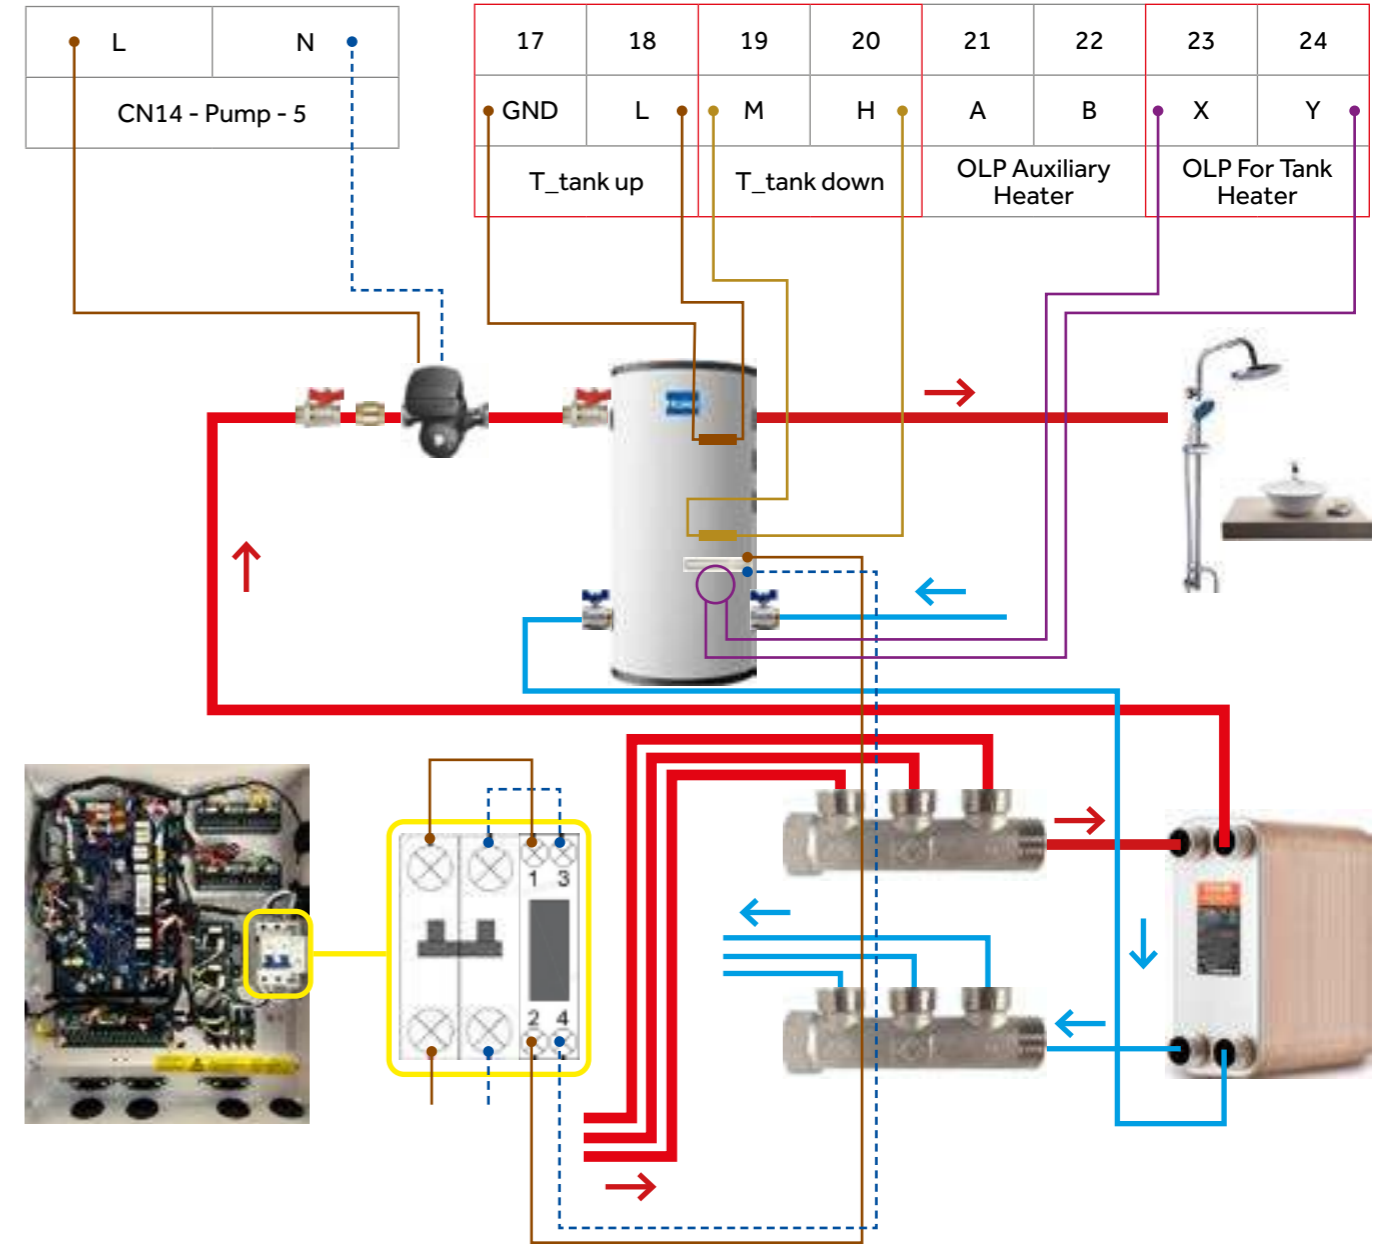 L N
CN14 - Pump - 5
17 18 19 20 21 22 23 24
GND L M H A B X Y
T_tank up
T_tank down
OLP Auxiliary
Heater
OLP For Tank
Heater
1 3
2 4